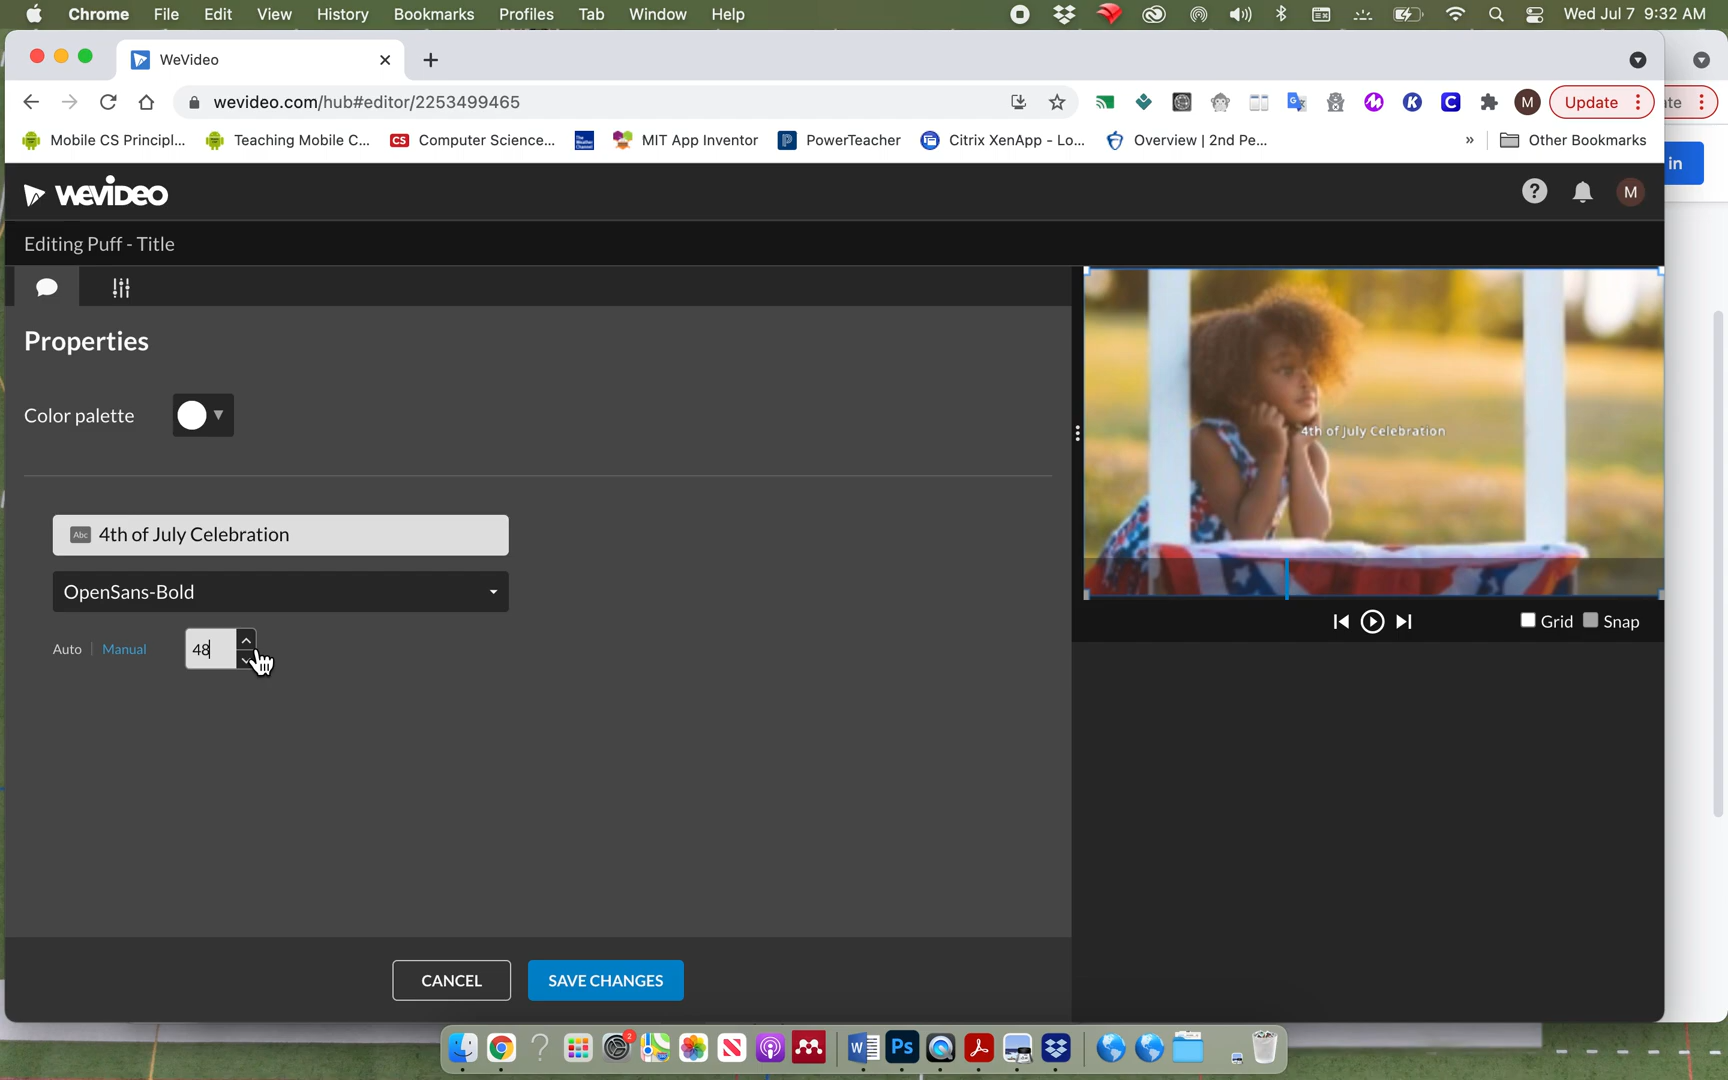 Chrome File Edit View History Bookmarks Profiles Tab Window Help Wed Jul 7 9:32 AM
WeVideo
wevideo.com/hub#editor/2253499465 M Update
Mobile CS Principl... Teaching Mobile C... CS Computer Science... MIT App Inventor PowerTeacher Citrix XenApp - Lo... Overview | 2nd Pe... » Other Bookmarks
in
WEVIDEO ? M
Editing Puff - Title
Properties
Color palette
4th of July Celebration
Abc 4th of July Celebration
OpenSans-Bold
Grid Snap
Auto | Manual 48
CANCEL SAVE CHANGES